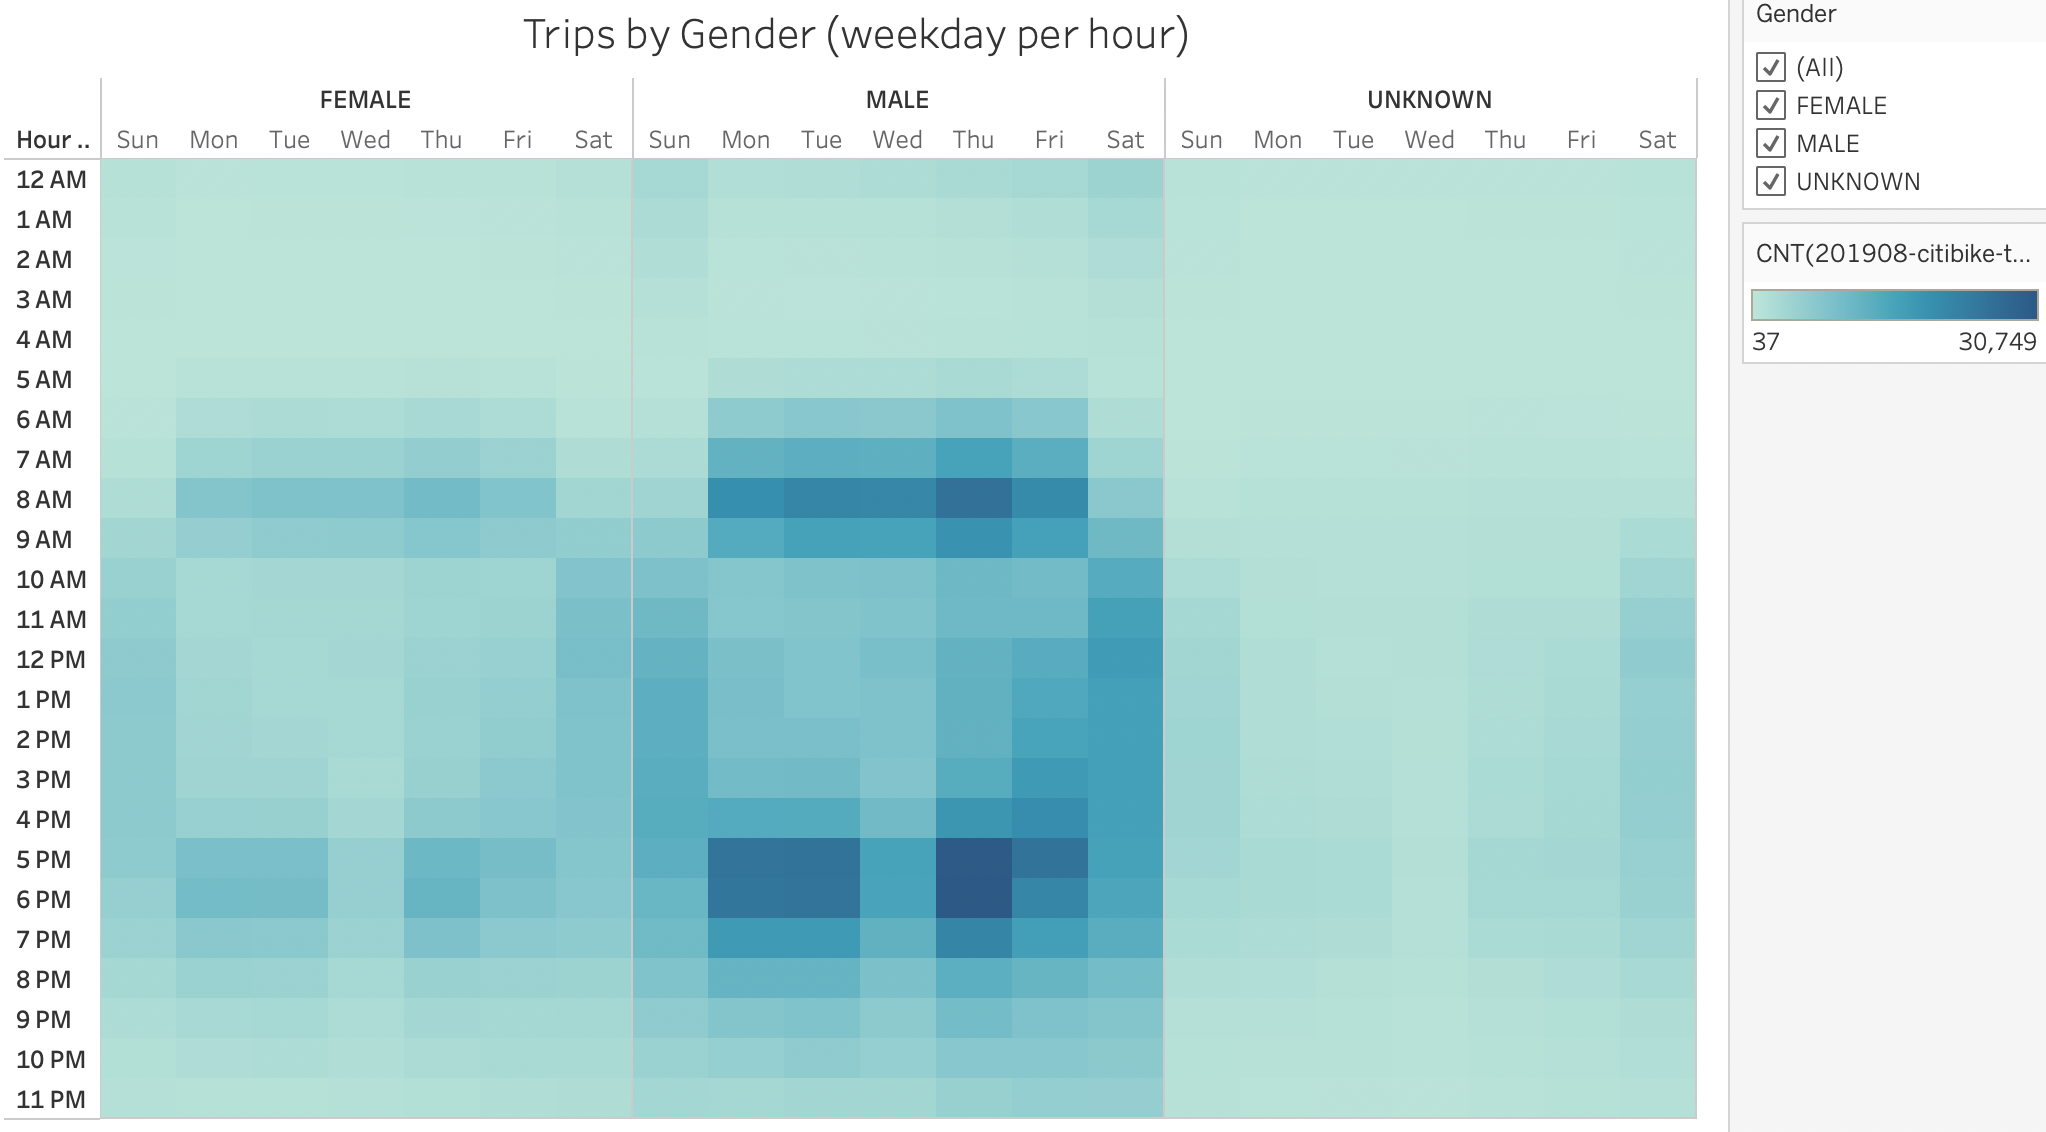 Trips by Gender (weekday per hour)
FEMALE MALE UNKNOWN
Hour .. Sun Mon Tue Wed Thu Fri Sat Sun Mon Tue Wed Thu Fri Sat Sun Mon Tue Wed Thu Fri Sat
12 AM
1 AM
2 AM
3 AM
4 AM
5 AM
6 AM
7 AM
8 AM
9 AM
10 AM
11 AM
12 PM
1 PM
2 PM
3 PM
4 PM
5 PM
6 PM
7 PM
8 PM
9 PM
10 PM
11 PM
Gender
(All)
FEMALE
MALE
UNKNOWN
CNT(201908-citibike-t...
37 30,749